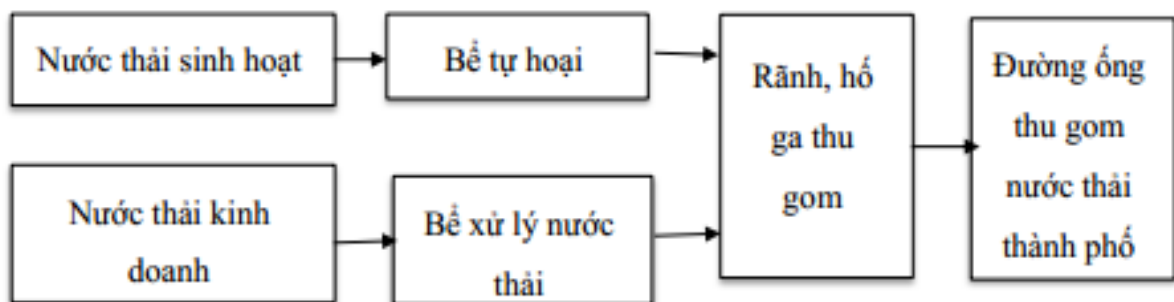 Nước thải sinh hoạt
Bể tự hoại
Rãnh, hố
ga thu
gom
Đường ống
thu gom
nước thải
thành phố
Nước thải kinh
doanh
Bể xử lý nước
thải